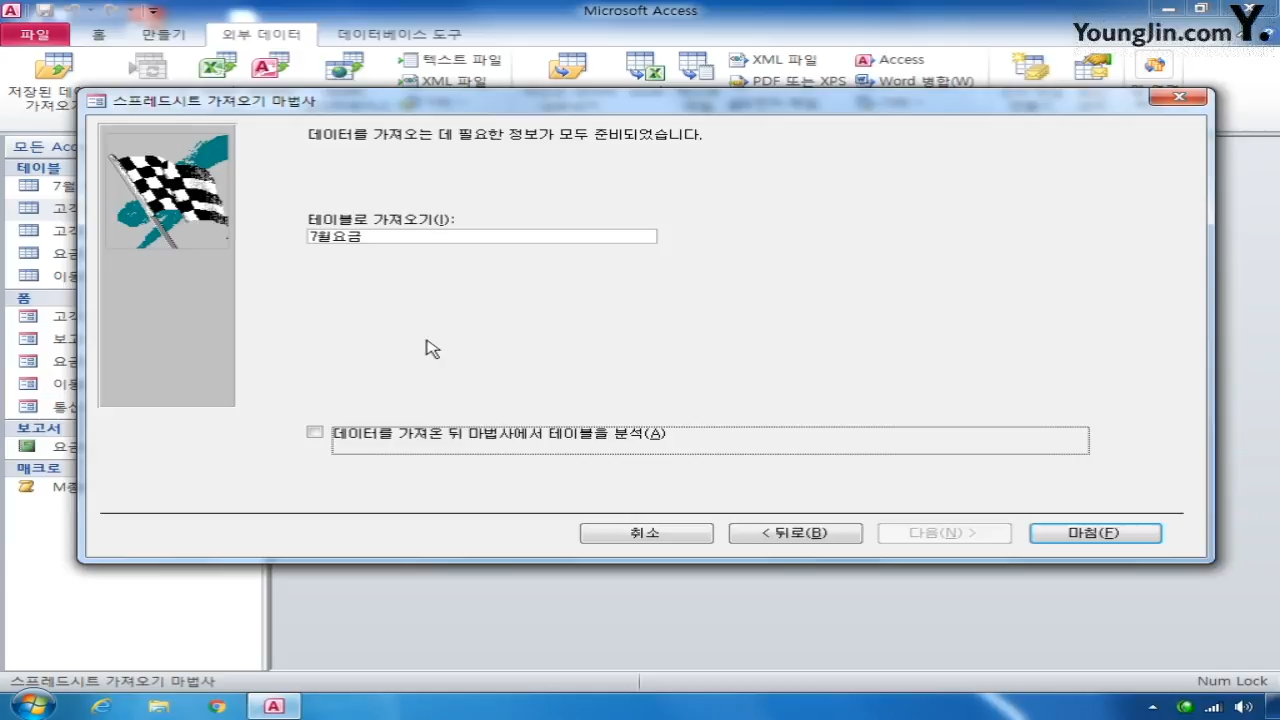 Microsoft Access
YoungJin.com Y.
파일 홈 만들기 외부 데이터 데이터베이스 도구
텍스트 파일 XML 파일 Access
저장된 XML 파일 PDF 또는 XPS Word 병합(W)
가져오기
스프레드시트 가져오기 마법사
데이터를 가져오는 데 필요한 정보가 모두 준비되었습니다.
모든
테이블
7월
테이블로 가져오기(I):
7월요금
폼
데이터를 가져온 뒤 마법사에서 테이블을 분석(A)
보고서
매크로
취소 < 뒤로(B) 다음(N) > 마침(F)
스프레드시트 가져오기 마법사 Num Lock